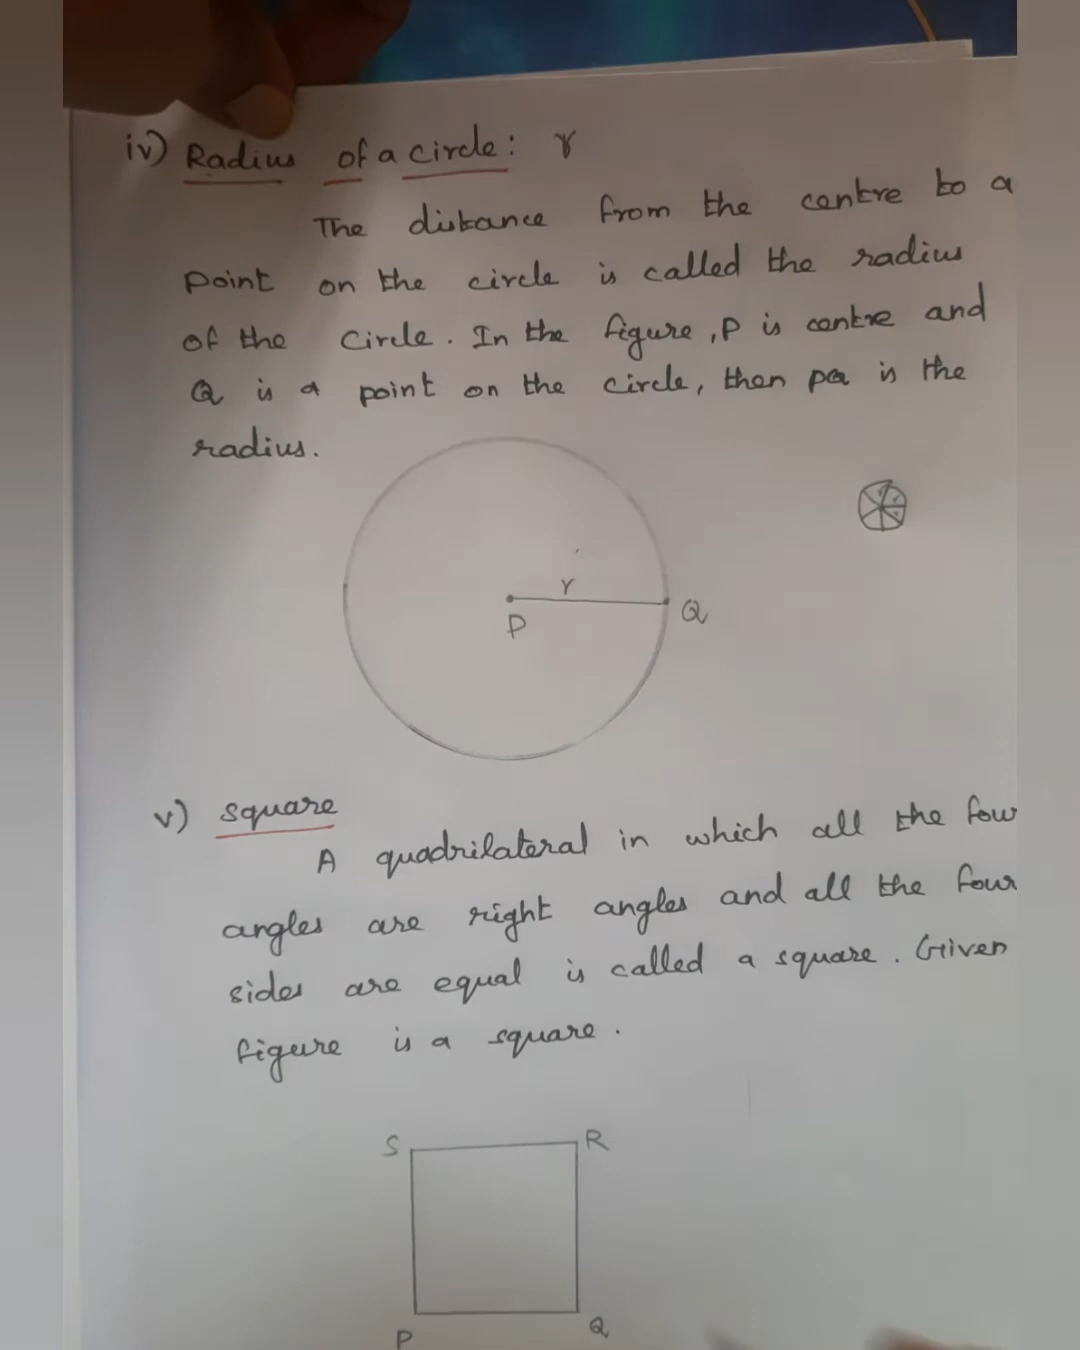 iv) Radius of a circle: r
The distance from the centre to a
point on the circle is called the radius
of the circle. In the figure, P is centre and
Q is a point on the circle, then PQ is the
radius.
r
P
Q
v) square
A quadrilateral in which all the four
angles are right angles and all the four
sides are equal is called a square. Given
figure is a square.
S
R
P
Q